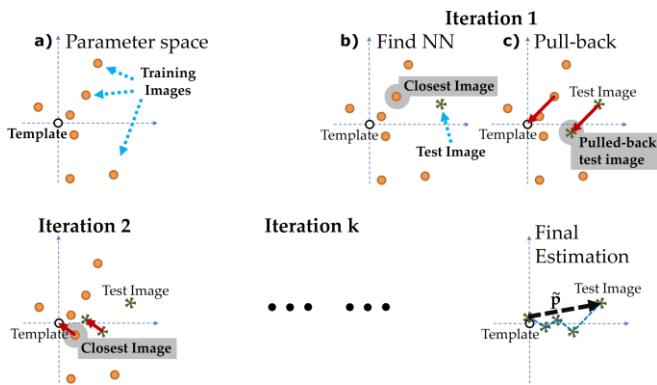 Iteration 1
a) Parameter space
Training
Images
Template
b) Find NN
Closest Image
Template
Test Image
c) Pull-back
Test Image
Template
Pulled-back
test image
Iteration 2
Test Image
Template
Closest Image
Iteration k
Final
Estimation
Test Image
p̃
Template